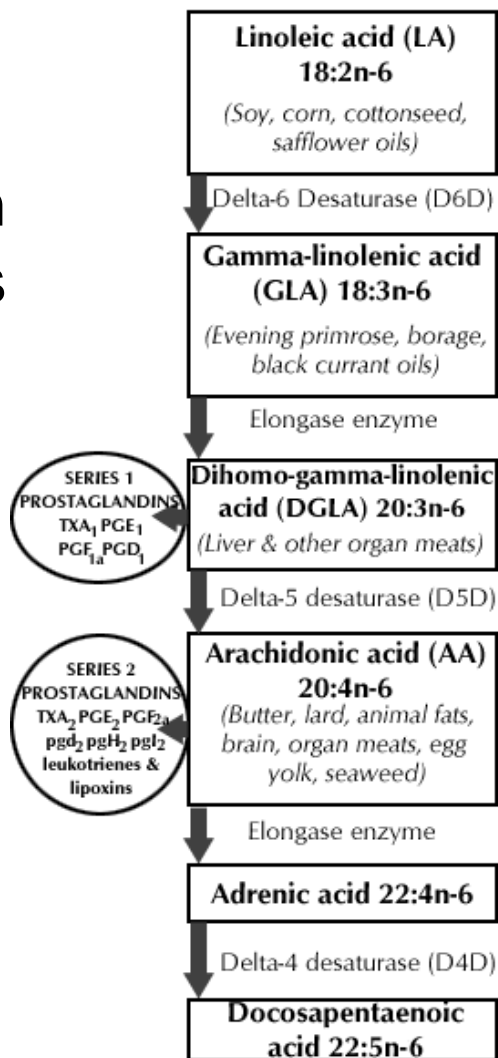 Linoleic acid (LA)
18:2n-6
(Soy, corn, cottonseed,
safflower oils)
Delta-6 Desaturase (D6D)
Gamma-linolenic acid
(GLA) 18:3n-6
(Evening primrose, borage,
black currant oils)
Elongase enzyme
SERIES 1
PROSTAGLANDINS
TXA₁ PGE₁
PGF₁ₐ PGD₁
Dihomo-gamma-linolenic
acid (DGLA) 20:3n-6
(Liver & other organ meats)
Delta-5 desaturase (D5D)
SERIES 2
PROSTAGLANDINS
TXA₂ PGE₂ PGF₂ₐ
pgd₂ pgH₂ pgI₂
leukotrienes &
lipoxins
Arachidonic acid (AA)
20:4n-6
(Butter, lard, animal fats,
brain, organ meats, egg
yolk, seaweed)
Elongase enzyme
Adrenic acid 22:4n-6
Delta-4 desaturase (D4D)
Docosapentaenoic
acid 22:5n-6